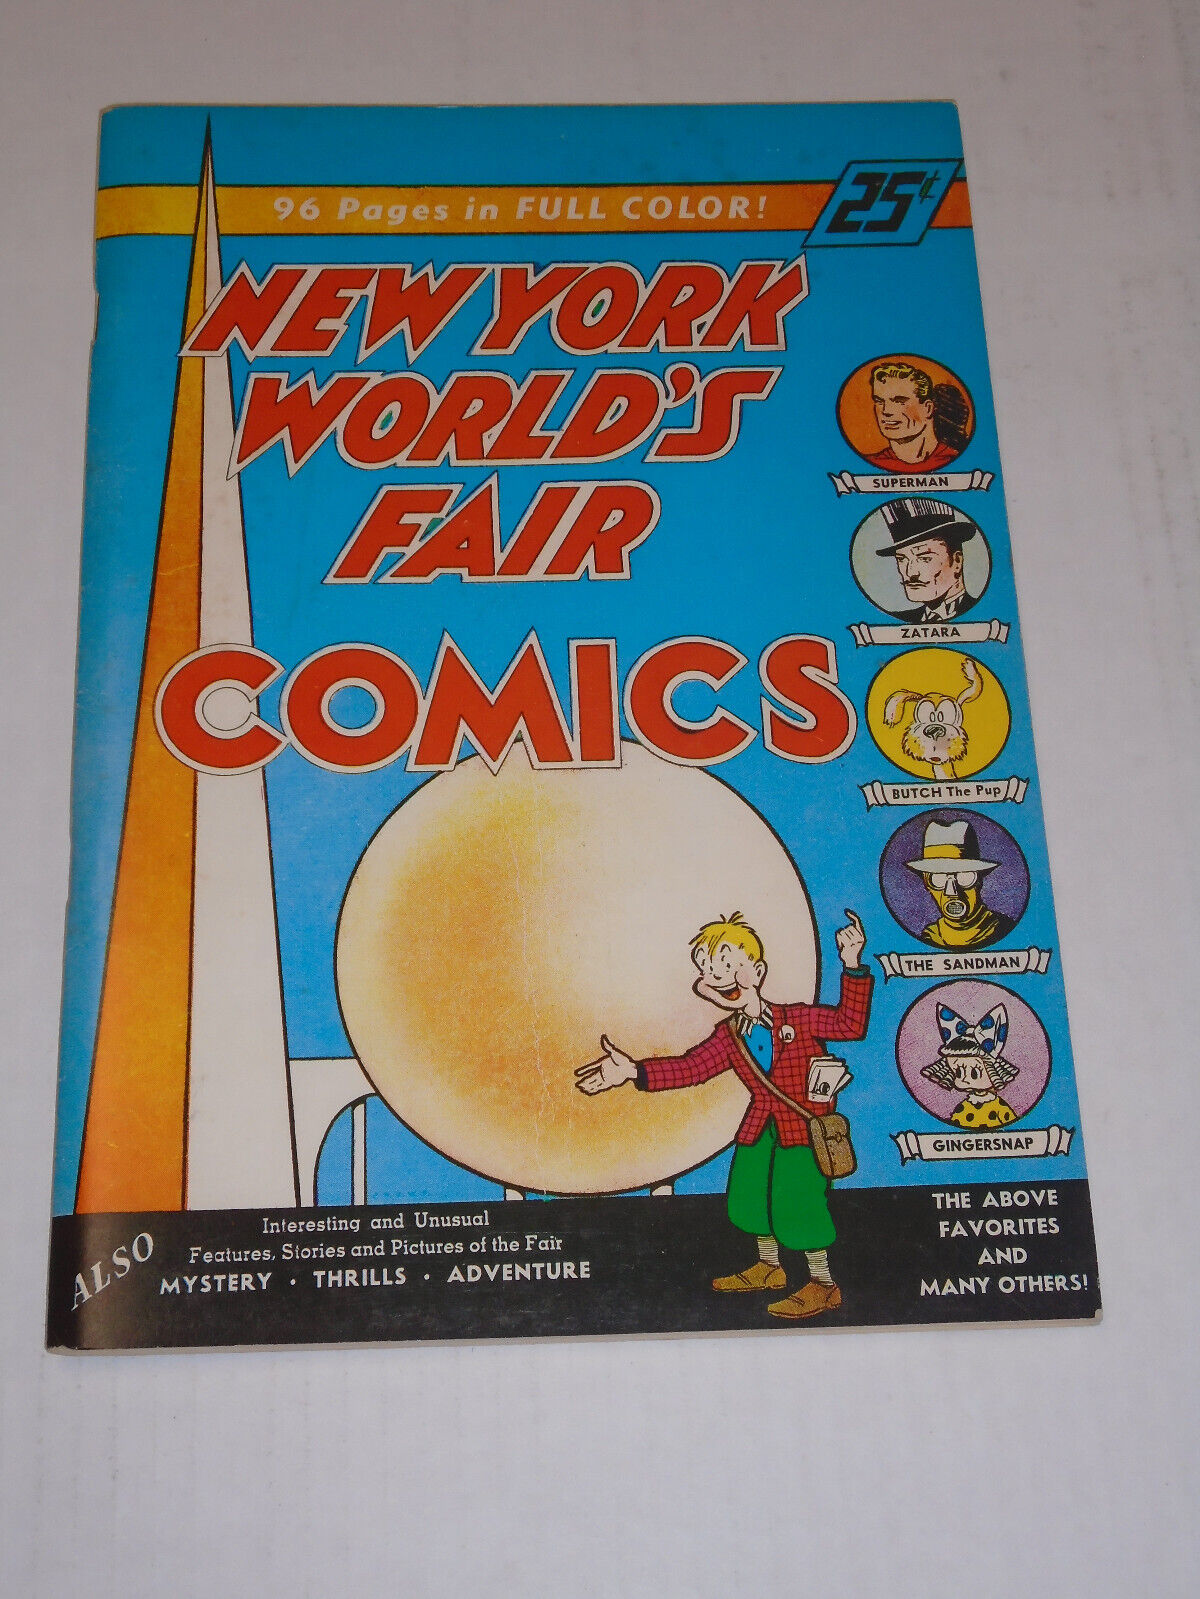 96 Pages in FULL COLOR!
25¢
NEW YORK
WORLD'S
FAIR
COMICS
SUPERMAN
ZATARA
BUTCH The Pup
THE SANDMAN
GINGERSNAP
ALSO
Interesting and Unusual
Features, Stories and Pictures of the Fair
MYSTERY · THRILLS · ADVENTURE
THE ABOVE
FAVORITES
AND
MANY OTHERS!